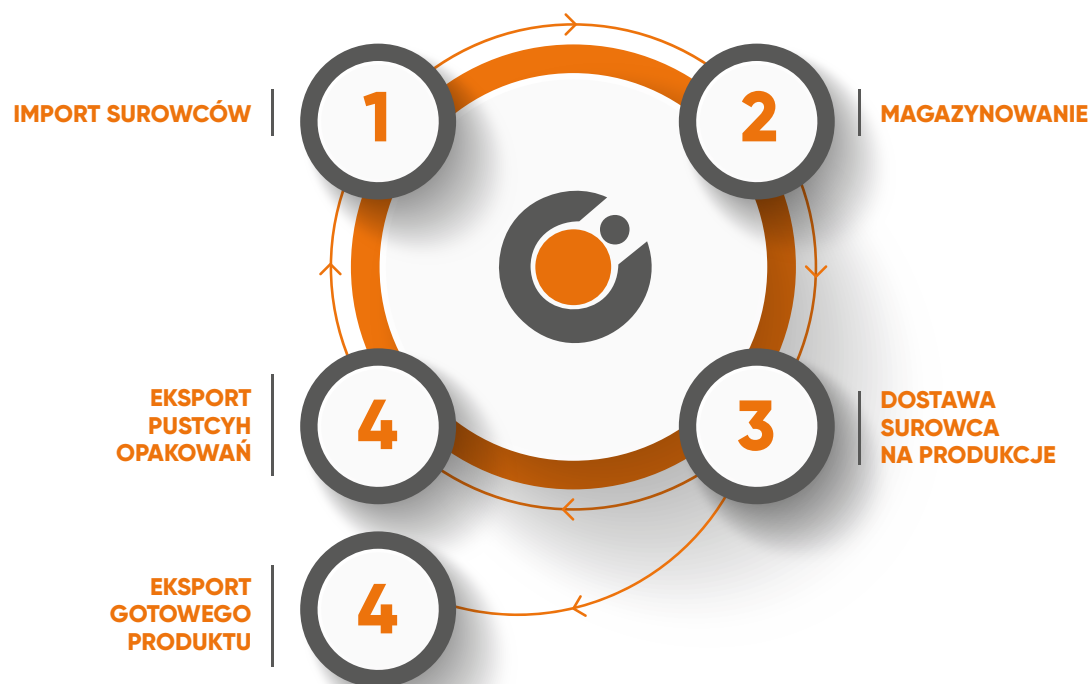 1
IMPORT SUROWCÓW
2
MAGAZYNOWANIE
3
DOSTAWA
SUROWCA
NA PRODUKCJE
4
EKSPORT
PUSTCYH
OPAKOWAŃ
4
EKSPORT
GOTOWEGO
PRODUKTU